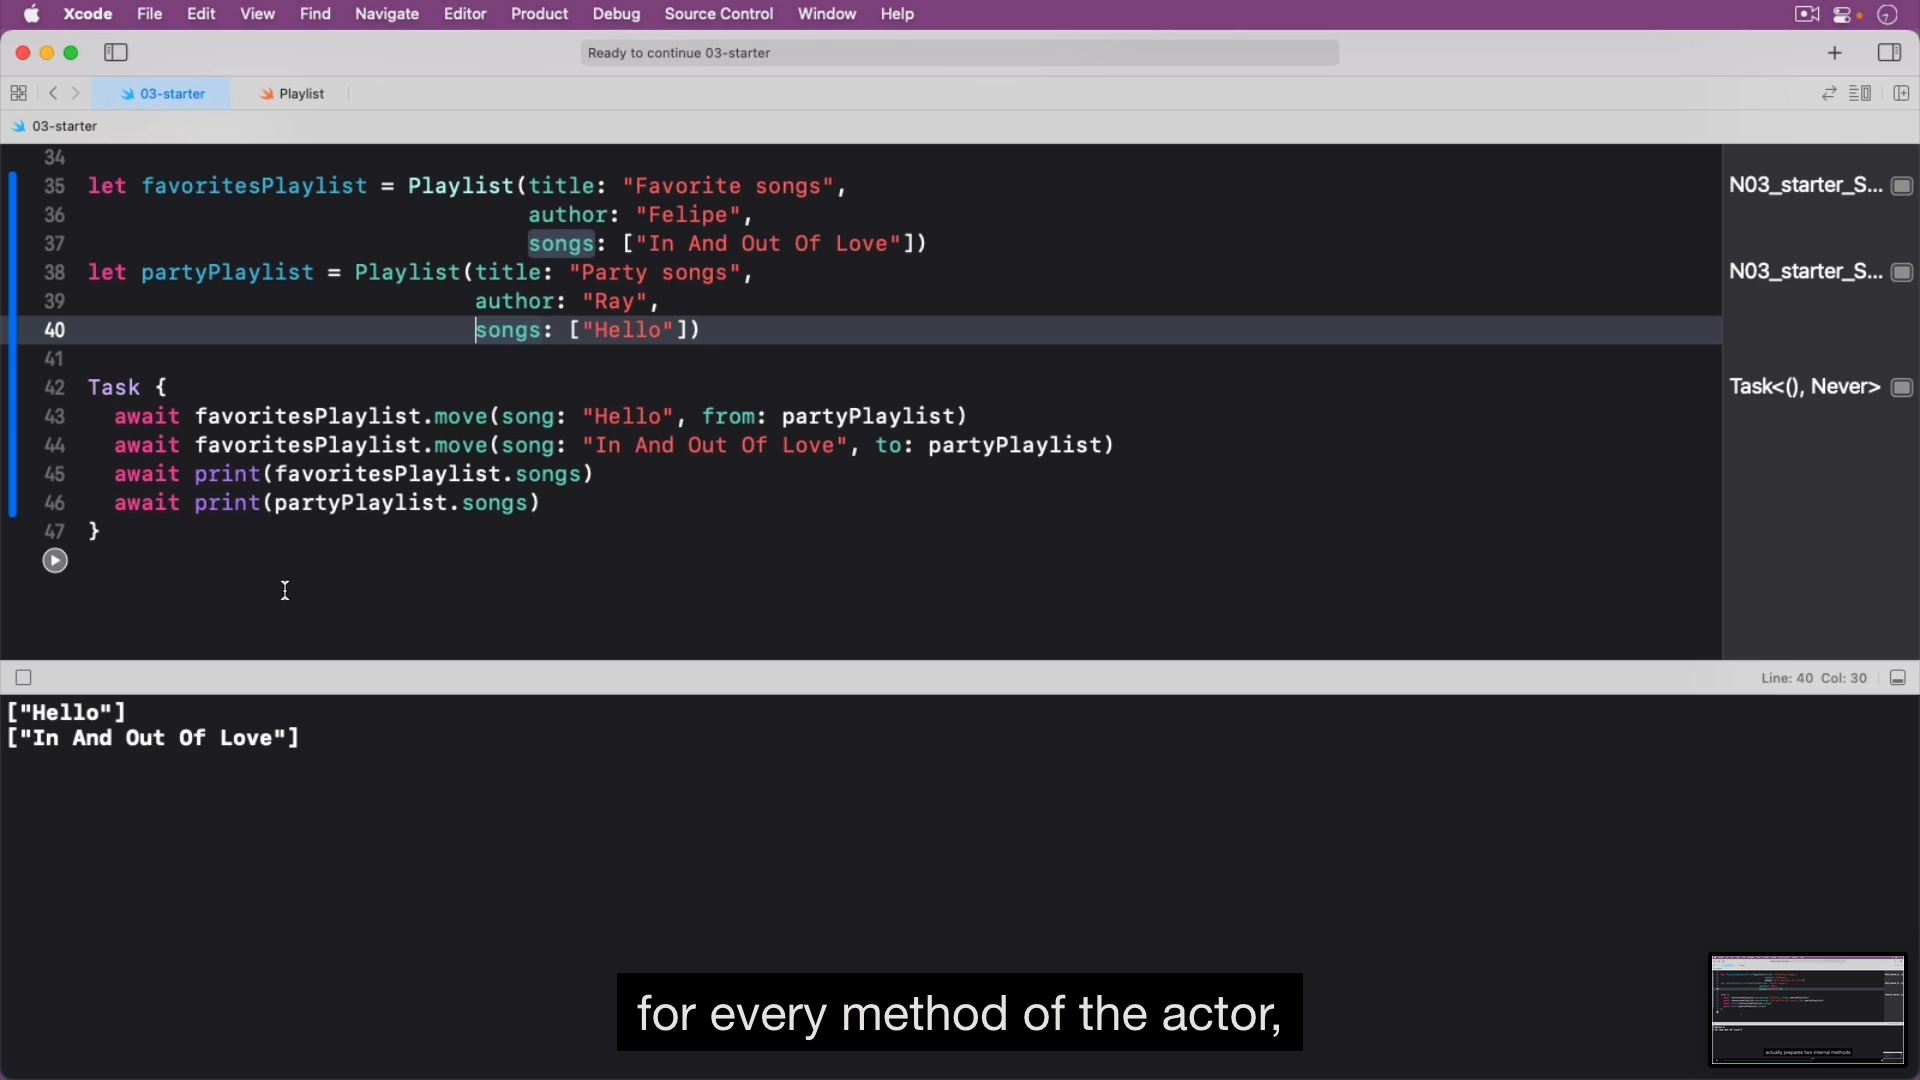 Xcode File Edit View Find Navigate Editor Product Debug Source Control Window Help
Ready to continue 03-starter
03-starter Playlist
03-starter
34
35 let favoritesPlaylist = Playlist(title: "Favorite songs", N03_starter_S...
36 author: "Felipe",
37 songs: ["In And Out Of Love"])
38 let partyPlaylist = Playlist(title: "Party songs", N03_starter_S...
39 author: "Ray",
40 songs: ["Hello"])
41
42 Task { Task<(), Never>
43 await favoritesPlaylist.move(song: "Hello", from: partyPlaylist)
44 await favoritesPlaylist.move(song: "In And Out Of Love", to: partyPlaylist)
45 await print(favoritesPlaylist.songs)
46 await print(partyPlaylist.songs)
47 }
Line: 40 Col: 30
["Hello"]
["In And Out Of Love"]
for every method of the actor,
actually prepares two internal methods